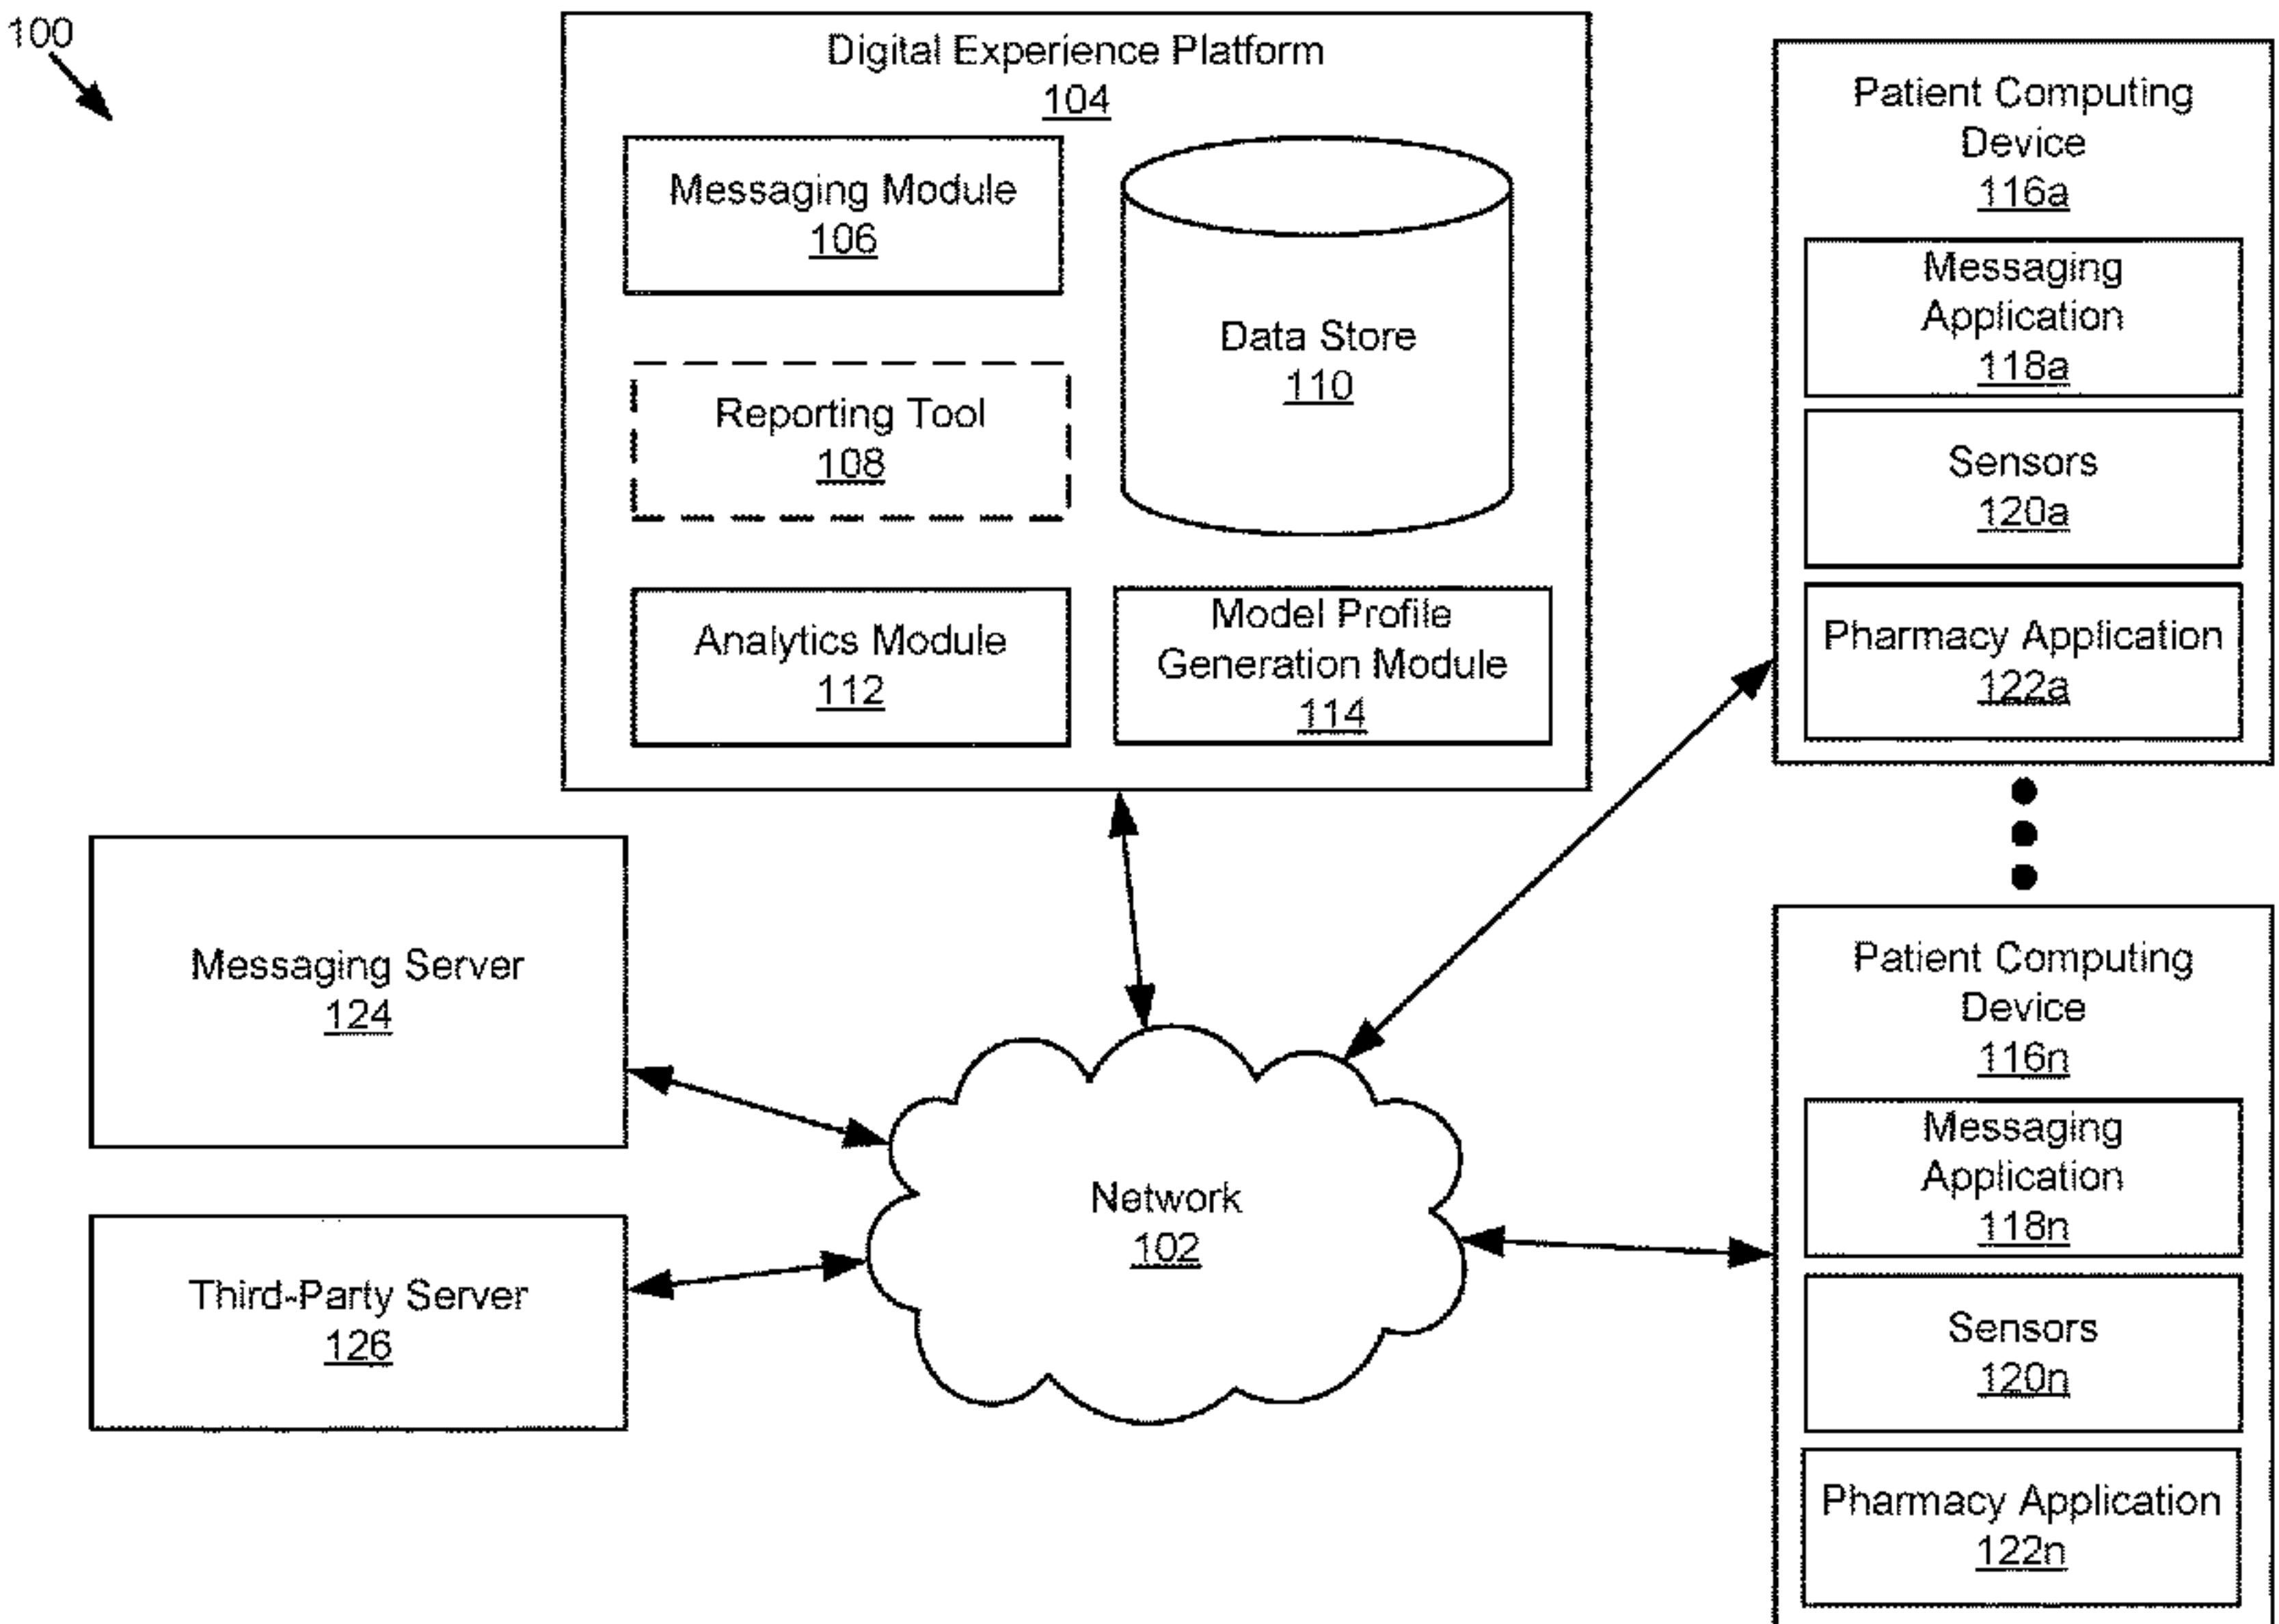 100
Digital Experience Platform
104
Messaging Module
106
Reporting Tool
108
Data Store
110
Analytics Module
112
Model Profile
Generation Module
114
Patient Computing
Device
116a
Messaging
Application
118a
Sensors
120a
Pharmacy Application
122a
Messaging Server
124
Third-Party Server
126
Network
102
Patient Computing
Device
116n
Messaging
Application
118n
Sensors
120n
Pharmacy Application
122n